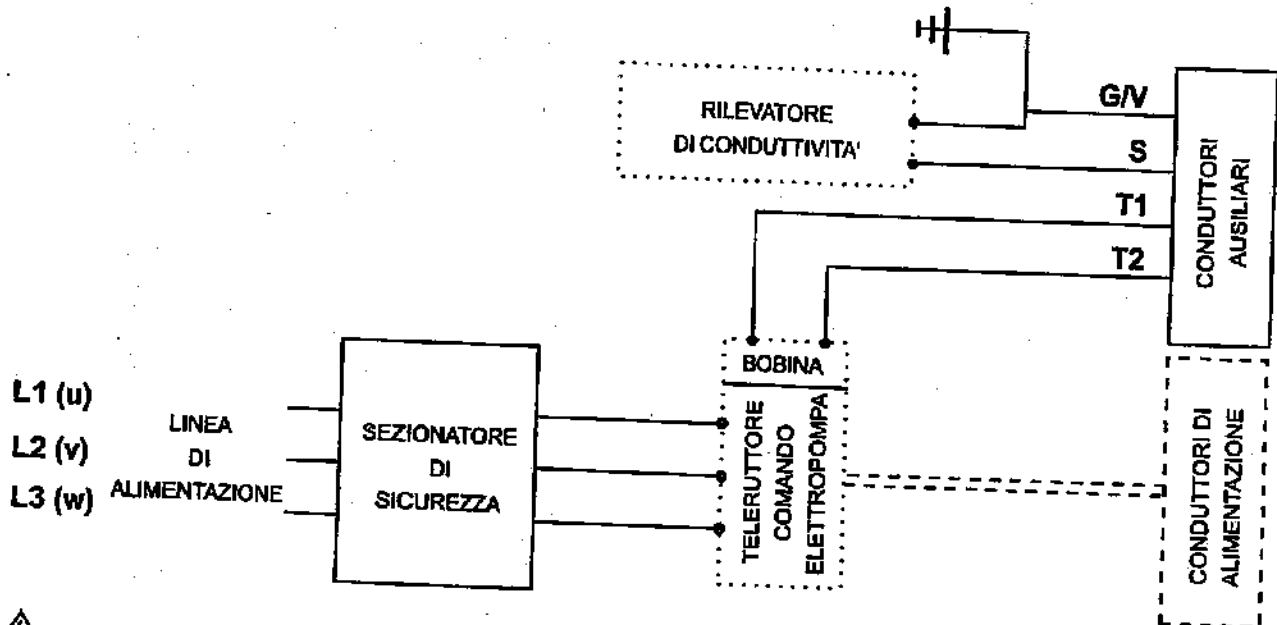 G/V
S
T1
T2
RILEVATORE
DI CONDUTTIVITA'
CONDUTTORI
AUSILIARI
BOBINA
TELERUTTORE
COMANDO
ELETTROPOMPA
L1 (u)
L2 (v)
L3 (w)
LINEA
DI
ALIMENTAZIONE
SEZIONATORE
DI
SICUREZZA
CONDUTTORI DI
ALIMENTAZIONE